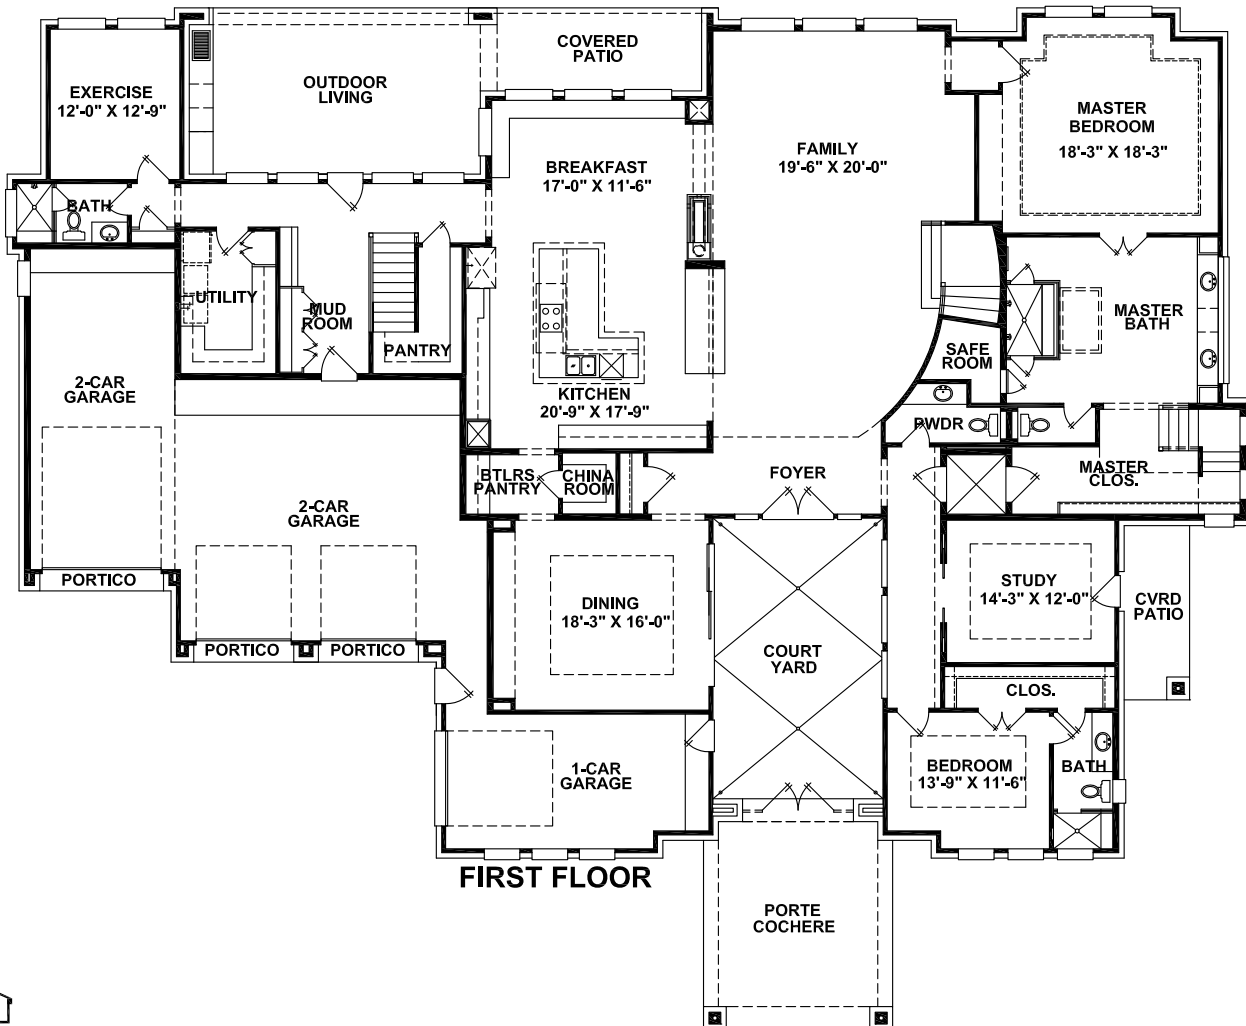 COVERED
PATIO
OUTDOOR
LIVING
EXERCISE
12'-0" X 12'-9"
MASTER
BEDROOM
18'-3" X 18'-3"
FAMILY
19'-6" X 20'-0"
BREAKFAST
17'-0" X 11'-6"
BATH
UTILITY
MUD
ROOM
PANTRY
MASTER
BATH
SAFE
ROOM
2-CAR
GARAGE
KITCHEN
20'-9" X 17'-9"
PWDR
BTLRS
PANTRY
CHINA
ROOM
FOYER
MASTER
CLOS.
2-CAR
GARAGE
PORTICO
STUDY
14'-3" X 12'-0"
CVRD
PATIO
DINING
18'-3" X 16'-0"
PORTICO
PORTICO
COURT
YARD
CLOS.
1-CAR
GARAGE
BEDROOM
13'-9" X 11'-6"
BATH
FIRST FLOOR
PORTE
COCHERE